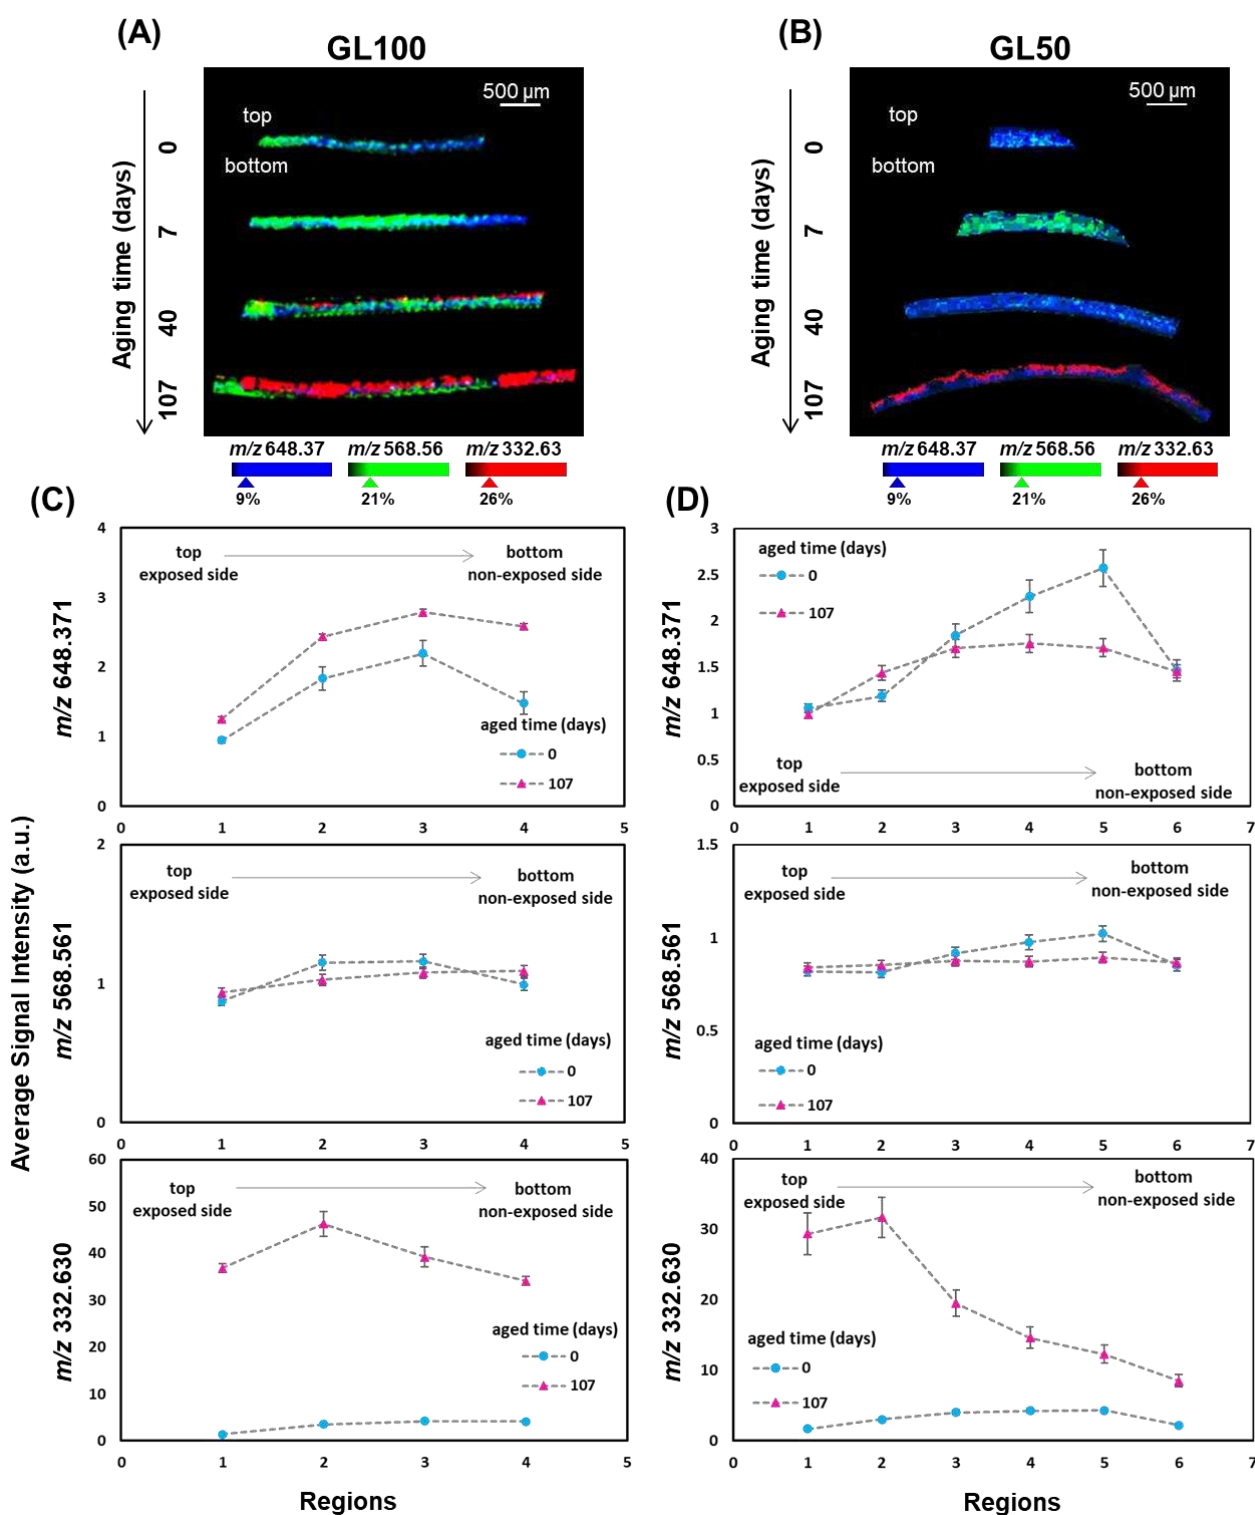 (A)
GL100
500 µm
top
bottom
Aging time (days)
0
7
40
107
m/z 648.37
m/z 568.56
m/z 332.63
9%
21%
26%
(B)
GL50
500 µm
top
bottom
Aging time (days)
0
7
40
107
m/z 648.37
m/z 568.56
m/z 332.63
9%
21%
26%
Average Signal Intensity (a.u.)
(C)
m/z 648.371
4
3
2
1
0
top
exposed side
bottom
non-exposed side
aged time (days)
0
107
0 1 2 3 4 5
m/z 568.561
2
1
0
top
exposed side
bottom
non-exposed side
aged time (days)
0
107
0 1 2 3 4 5
m/z 332.630
60
50
40
30
20
10
0
top
exposed side
bottom
non-exposed side
aged time (days)
0
107
0 1 2 3 4 5
Regions
(D)
m/z 648.371
3
2.5
2
1.5
1
0.5
0
aged time (days)
0
107
top
exposed side
bottom
non-exposed side
0 1 2 3 4 5 6 7
m/z 568.561
1.5
1
0.5
0
top
exposed side
bottom
non-exposed side
aged time (days)
0
107
0 1 2 3 4 5 6 7
m/z 332.630
40
30
20
10
0
top
exposed side
bottom
non-exposed side
aged time (days)
0
107
0 1 2 3 4 5 6 7
Regions